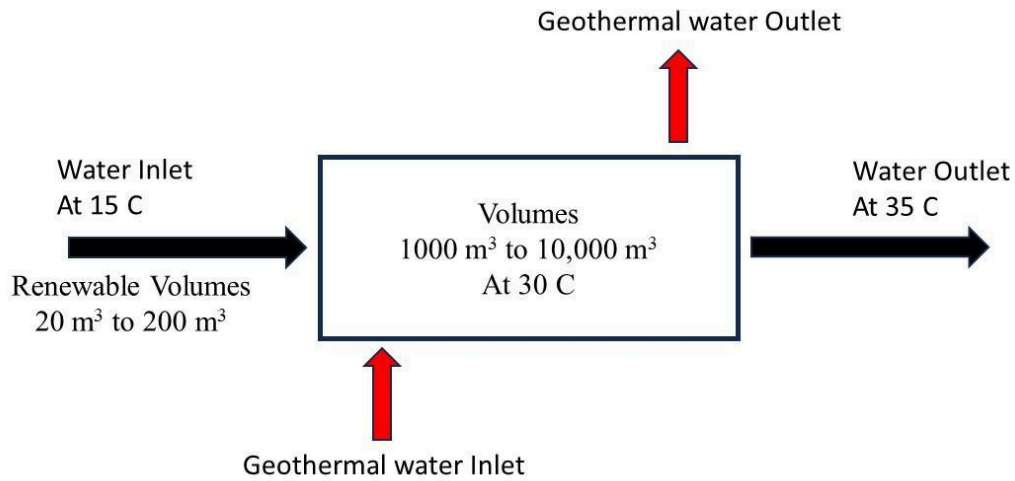 Geothermal water Outlet
Water Inlet
At 15 C
Renewable Volumes
20 m³ to 200 m³
Volumes
1000 m³ to 10,000 m³
At 30 C
Water Outlet
At 35 C
Geothermal water Inlet